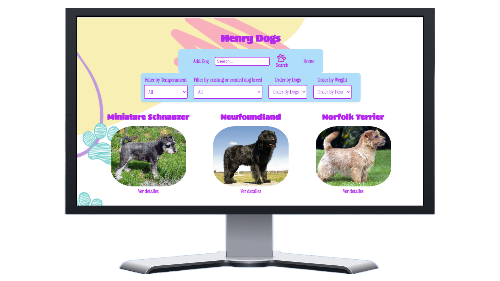 Henry Dogs
Add Dog Search... Search Home
Filter by Temperament Filter by existing or created dog breed Order by Dogs Order by Weight
All All Order By Dogs Order By Peso
Miniature Schnauzer Newfoundland Norfolk Terrier
Ver detalles Ver detalles Ver detalles